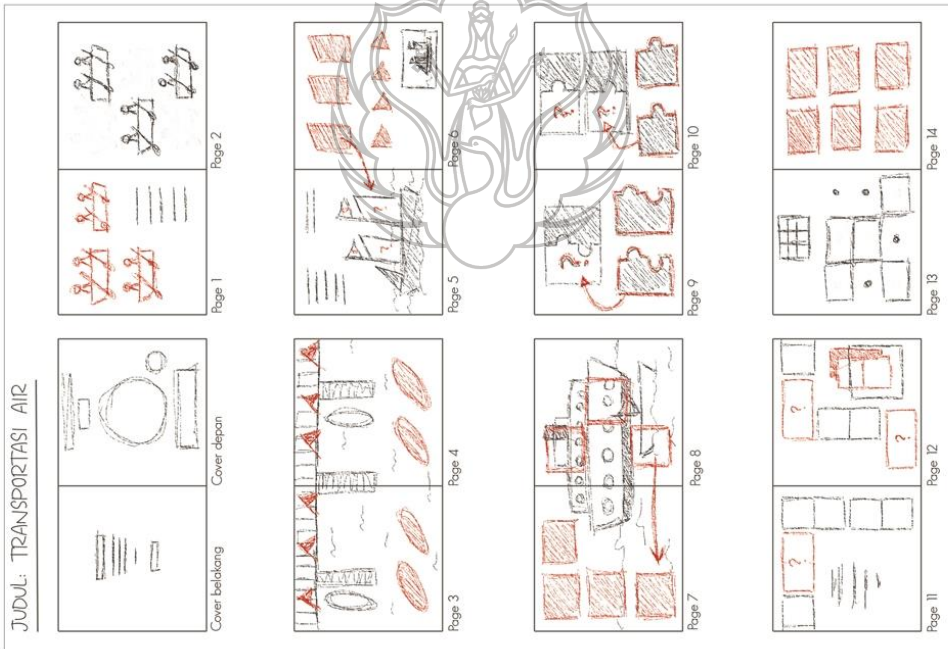 JUDUL: TRANSPORTASI AIR
Cover belakang
Cover depan
Page 1
Page 2
Page 3
Page 4
Page 5
Page 6
Page 7
Page 8
Page 9
Page 10
Page 11
Page 12
Page 13
Page 14
?
?
?
?
?
?
?
?
?